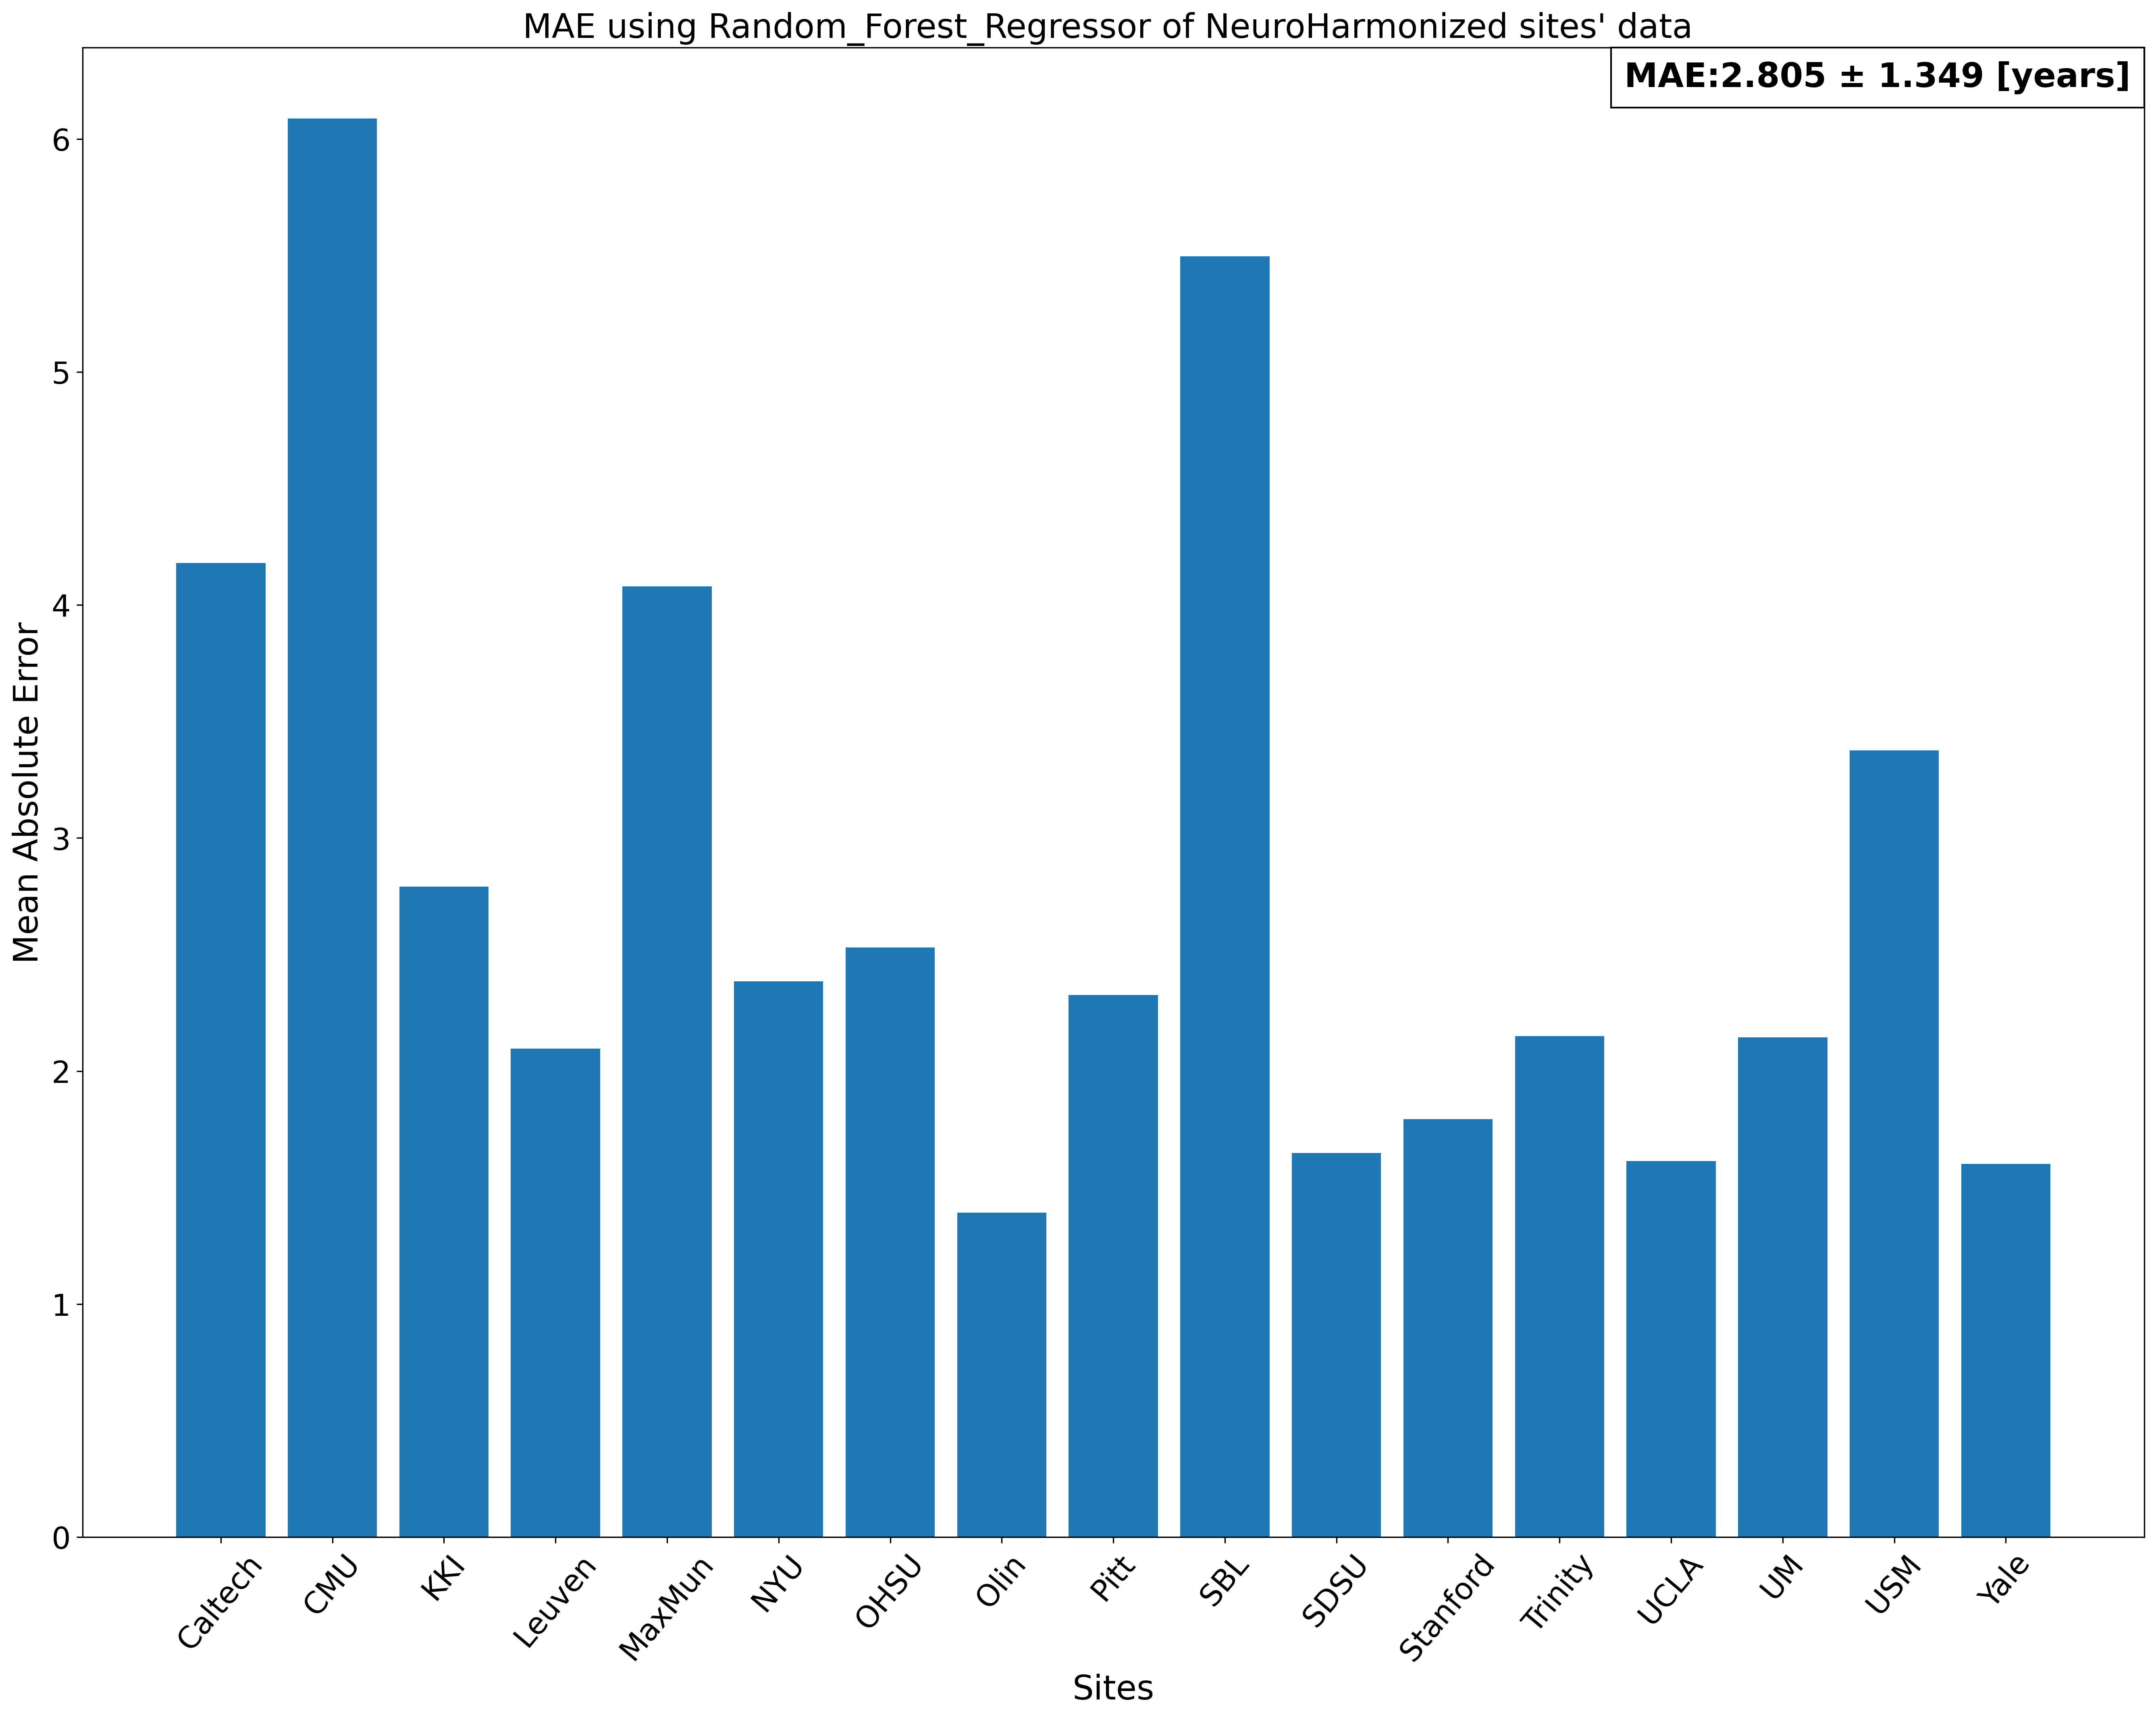 MAE using Random_Forest_Regressor of NeuroHarmonized sites' data
MAE:2.805 ± 1.349 [years]
Mean Absolute Error
6
5
4
3
2
1
0
Caltech
CMU
KKI
Leuven
MaxMun
NYU
OHSU
Olin
Pitt
SBL
SDSU
Stanford
Trinity
UCLA
UM
USM
Yale
Sites